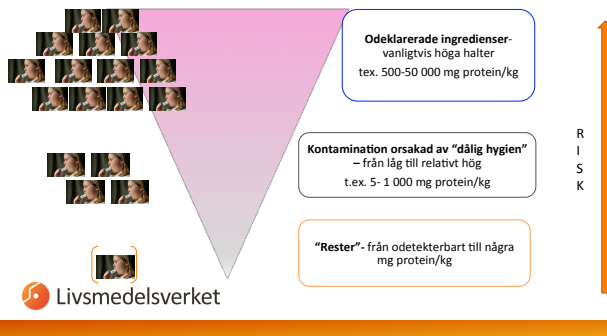 Odeklarerade ingredienser-
vanligtvis höga halter
tex. 500-50 000 mg protein/kg
Kontamination orsakad av “dålig hygien”
– från låg till relativt hög
t.ex. 5- 1 000 mg protein/kg
“Rester”- från odetekterbart till några
mg protein/kg
R
I
S
K
Livsmedelsverket